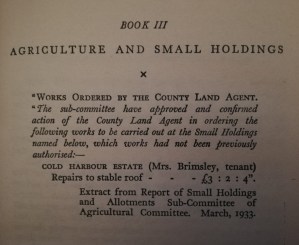 BOOK III
AGRICULTURE AND SMALL HOLDINGS
×
"WORKS ORDERED BY THE COUNTY LAND AGENT.
"The sub-committee have approved and confirmed
action of the County Land Agent in ordering the
following works to be carried out at the Small Holdings
named below, which works had not been previously
authorised:—
COLD HARBOUR ESTATE (Mrs. Brimsley, tenant)
Repairs to stable roof - - - £3 : 2 : 4".
Extract from Report of Small Holdings
and Allotments Sub-Committee of
Agricultural Committee. March, 1933.